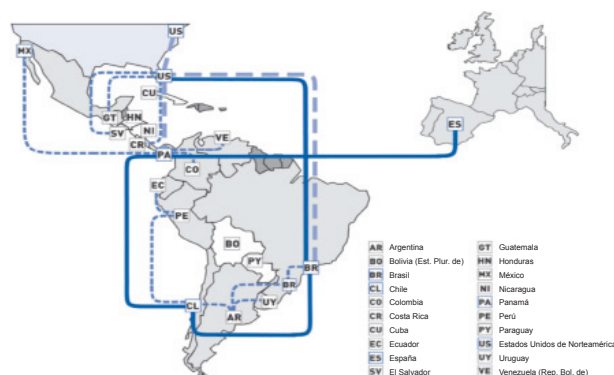 US
MX
US
CU
GT
HN
SV
NI
CR
PA
VE
CO
EC
PE
BO
PY
BR
BR
CL
UY
AR
ES
AR Argentina
BO Bolivia (Est. Plur. de)
BR Brasil
CL Chile
CO Colombia
CR Costa Rica
CU Cuba
EC Ecuador
ES España
SV El Salvador
GT Guatemala
HN Honduras
MX México
NI Nicaragua
PA Panamá
PE Perú
PY Paraguay
US Estados Unidos de Norteamérica
UY Uruguay
VE Venezuela (Rep. Bol. de)